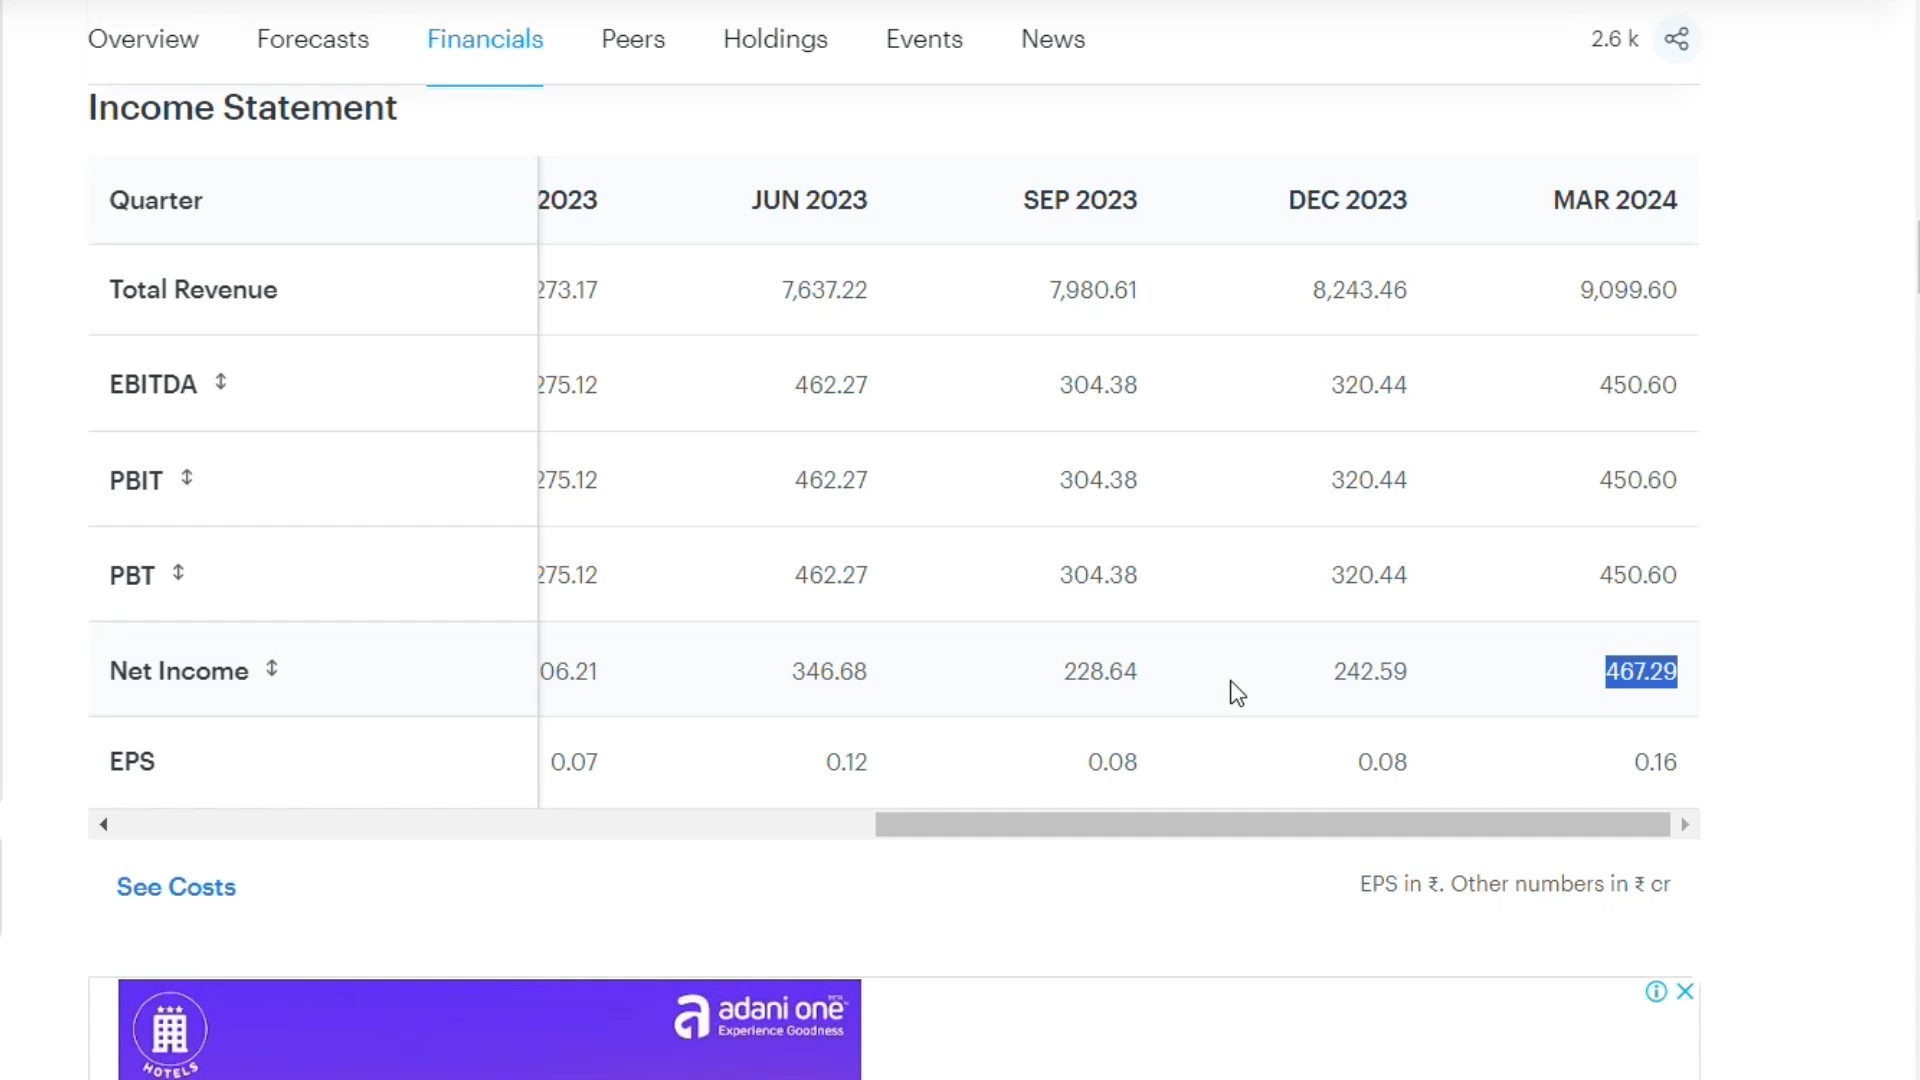 Overview Forecasts Financials Peers Holdings Events News 2.6 k
Income Statement
Quarter 2023 JUN 2023 SEP 2023 DEC 2023 MAR 2024
Total Revenue 273.17 7,637.22 7,980.61 8,243.46 9,099.60
EBITDA 275.12 462.27 304.38 320.44 450.60
PBIT 275.12 462.27 304.38 320.44 450.60
PBT 275.12 462.27 304.38 320.44 450.60
Net Income 06.21 346.68 228.64 242.59 467.29
EPS 0.07 0.12 0.08 0.08 0.16
See Costs EPS in ₹. Other numbers in ₹ cr
HOTELS
adani one BETA
Experience Goodness